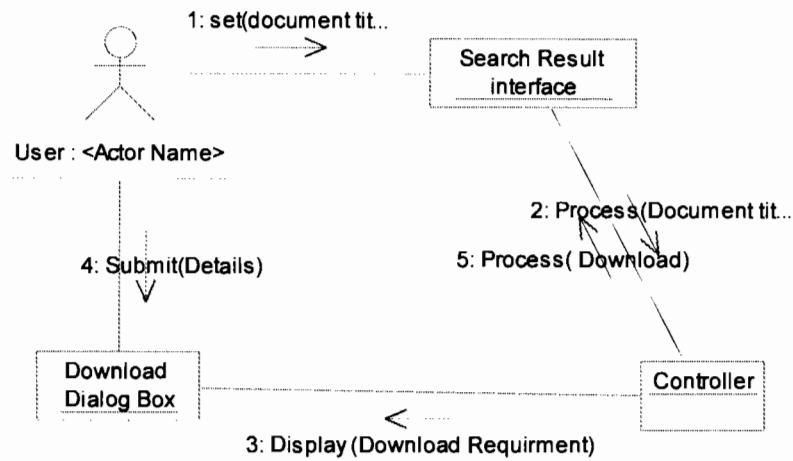 1: set(document tit...
Search Result
interface
User : <Actor Name>
2: Process(Document tit...
5: Process( Download)
4: Submit(Details)
Download
Dialog Box
Controller
3: Display(Download Requirment)